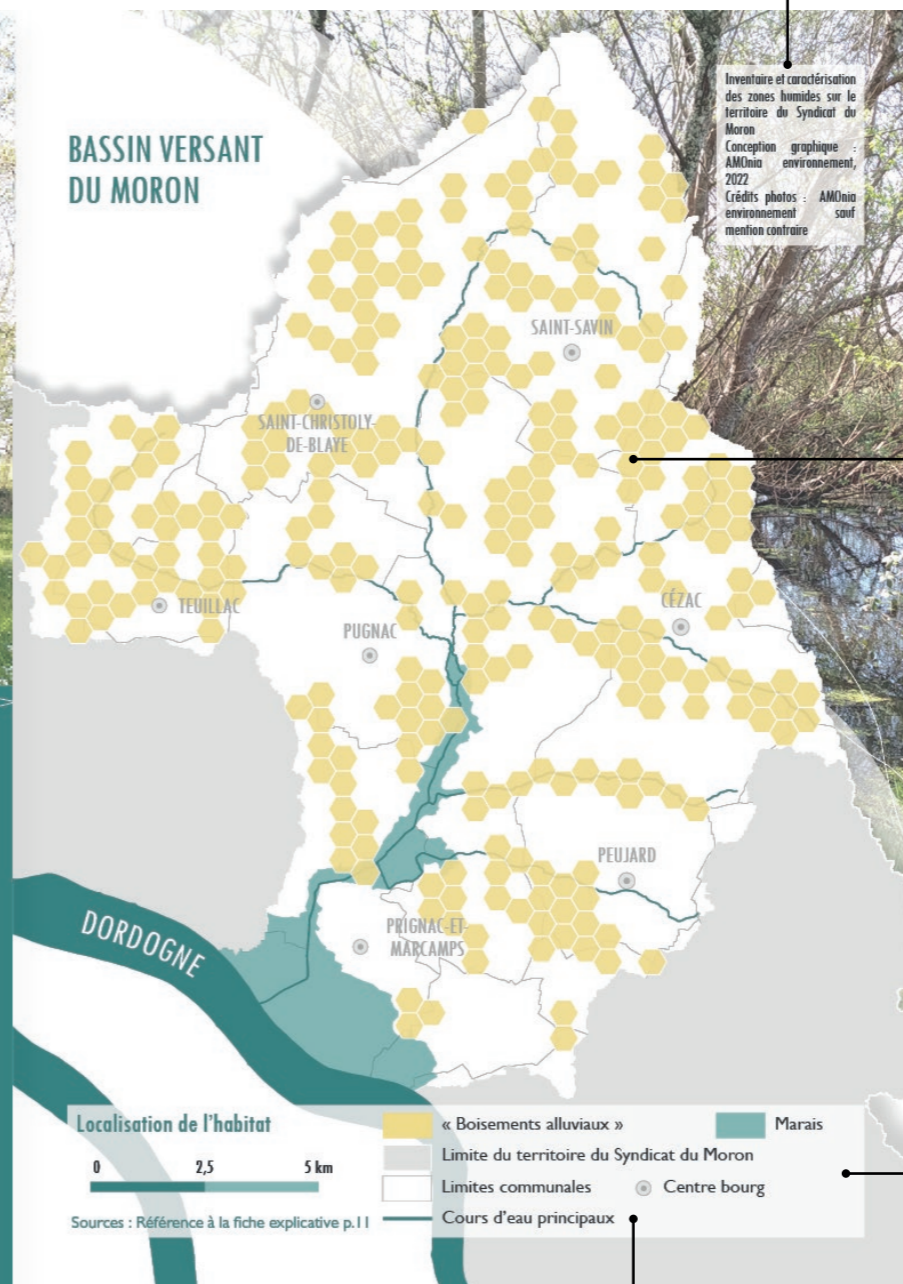 Inventaire et caractérisation
des zones humides sur le
territoire du Syndicat du
Moron
Conception graphique :
AMOnia environnement,
2022
Crédits photos : AMOnia
environnement sauf
mention contraire
BASSIN VERSANT
DU MORON
SAINT-SAVIN
SAINT-CHRISTOLY-
DE-BLAYE
TEUILLAC
CÉZAC
PUGNAC
PEUJARD
PRIGNAC-ET-
MARCAMPS
DORDOGNE
Localisation de l'habitat
0 2,5 5 km
Sources : Référence à la fiche explicative p.11
« Boisements alluviaux »
Marais
Limite du territoire du Syndicat du Moron
Limites communales
Centre bourg
Cours d'eau principaux